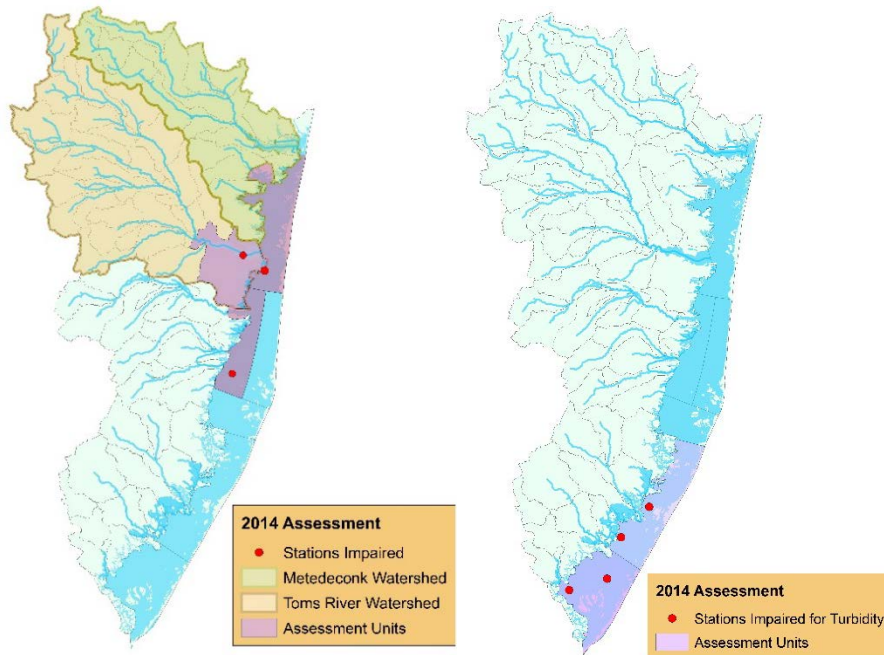 2014 Assessment
Stations Impaired
Metedeconk Watershed
Toms River Watershed
Assessment Units
2014 Assessment
Stations Impaired for Turbidity
Assessment Units